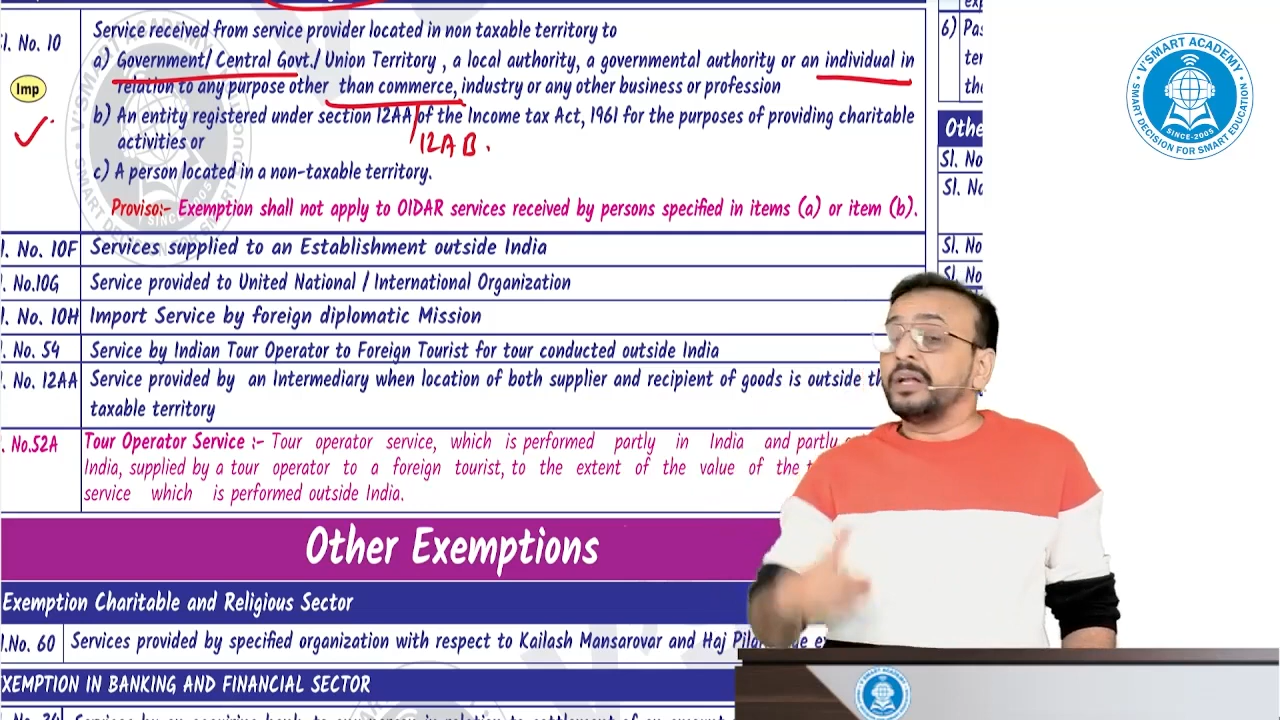 Sl. No. 10
Imp
Service received from service provider located in non taxable territory to
a) Government/ Central Govt./ Union Territory , a local authority, a governmental authority or an individual in
relation to any purpose other than commerce, industry or any other business or profession
b) An entity registered under section 12AA of the Income tax Act, 1961 for the purposes of providing charitable
activities or
12AB.
c) A person located in a non-taxable territory.
Proviso:- Exemption shall not apply to OIDAR services received by persons specified in items (a) or item (b).
l. No. 10F Services supplied to an Establishment outside India
. No.10G Service provided to United National / International Organization
l. No. 10H Import Service by foreign diplomatic Mission
. No. 54 Service by Indian Tour Operator to Foreign Tourist for tour conducted outside India
. No. 12AA Service provided by an Intermediary when location of both supplier and recipient of goods is outside th
taxable territory
. No.52A Tour Operator Service :- Tour operator service, which is performed partly in India and partly
India, supplied by a tour operator to a foreign tourist, to the extent of the value of the
service which is performed outside India.
Other Exemptions
Exemption Charitable and Religious Sector
l.No. 60 Services provided by specified organization with respect to Kailash Mansarovar and Haj
EXEMPTION IN BANKING AND FINANCIAL SECTOR
6) Pas
ter
the
Othe
Sl. No
Sl. No
Sl. No
Sl. No
V'SMART ACADEMY
SINCE-2005
SMART DECISION FOR SMART EDUCATION